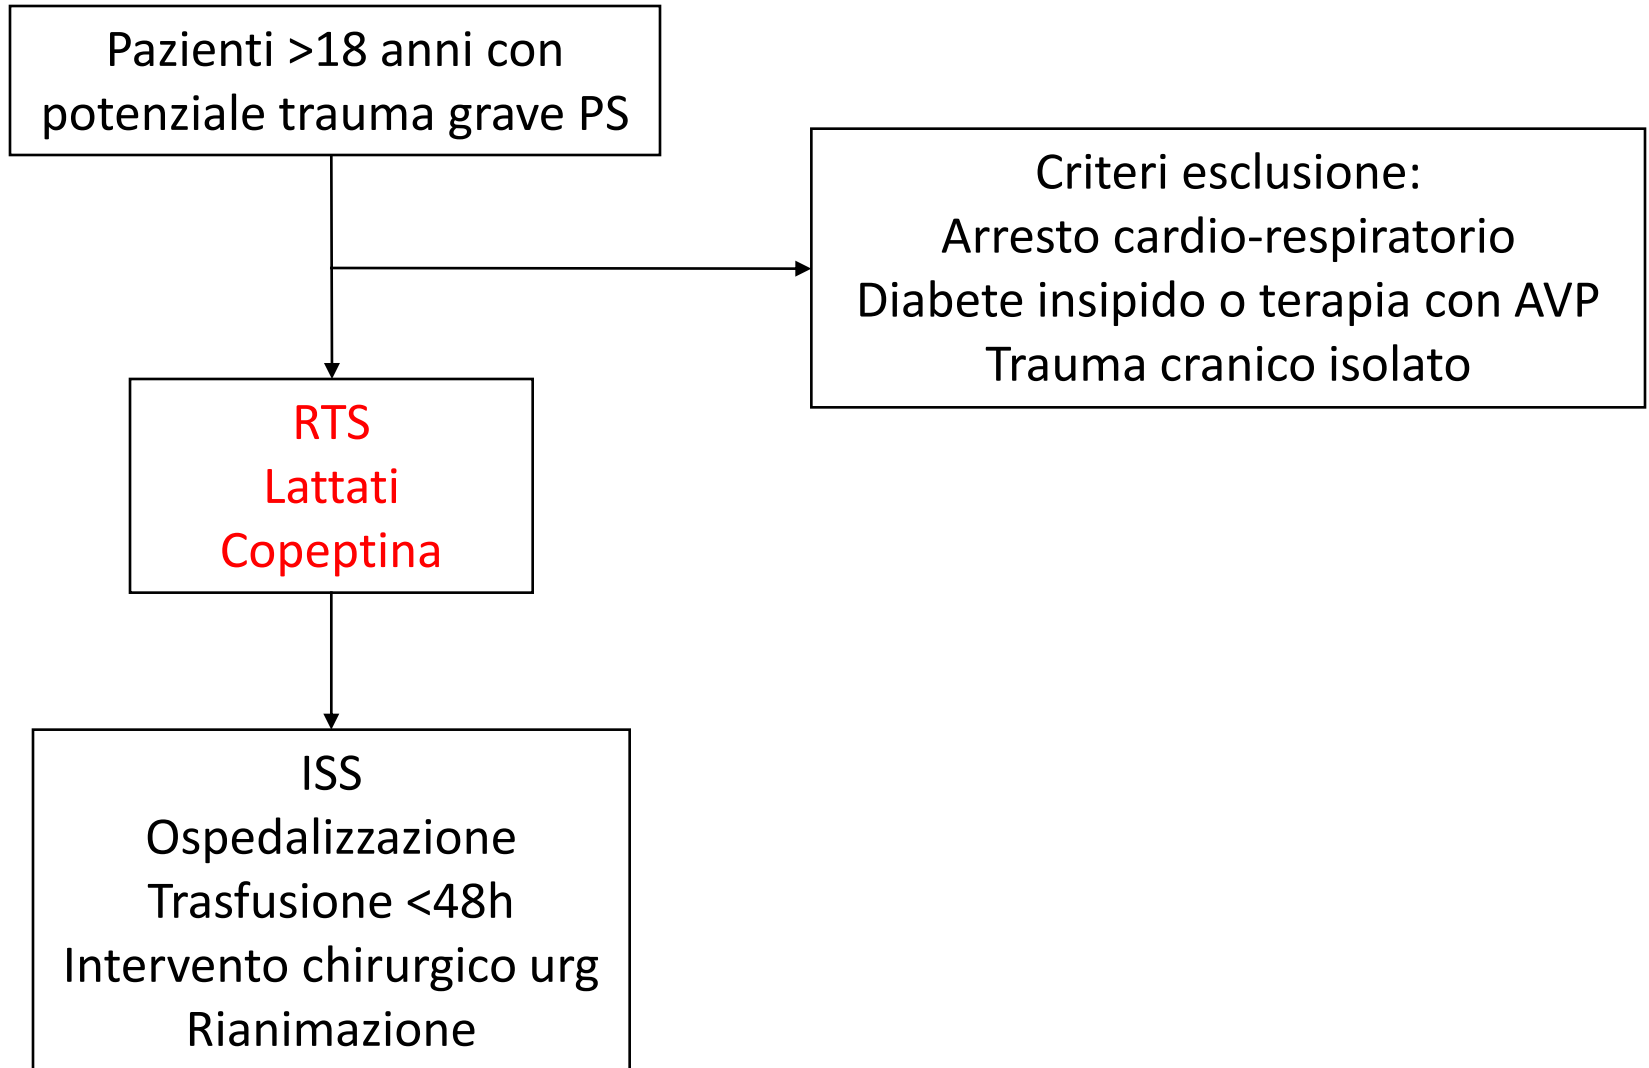 Pazienti >18 anni con
potenziale trauma grave PS
Criteri esclusione:
Arresto cardio-respiratorio
Diabete insipido o terapia con AVP
Trauma cranico isolato
RTS
Lattati
Copeptina
ISS
Ospedalizzazione
Trasfusione <48h
Intervento chirurgico urg
Rianimazione